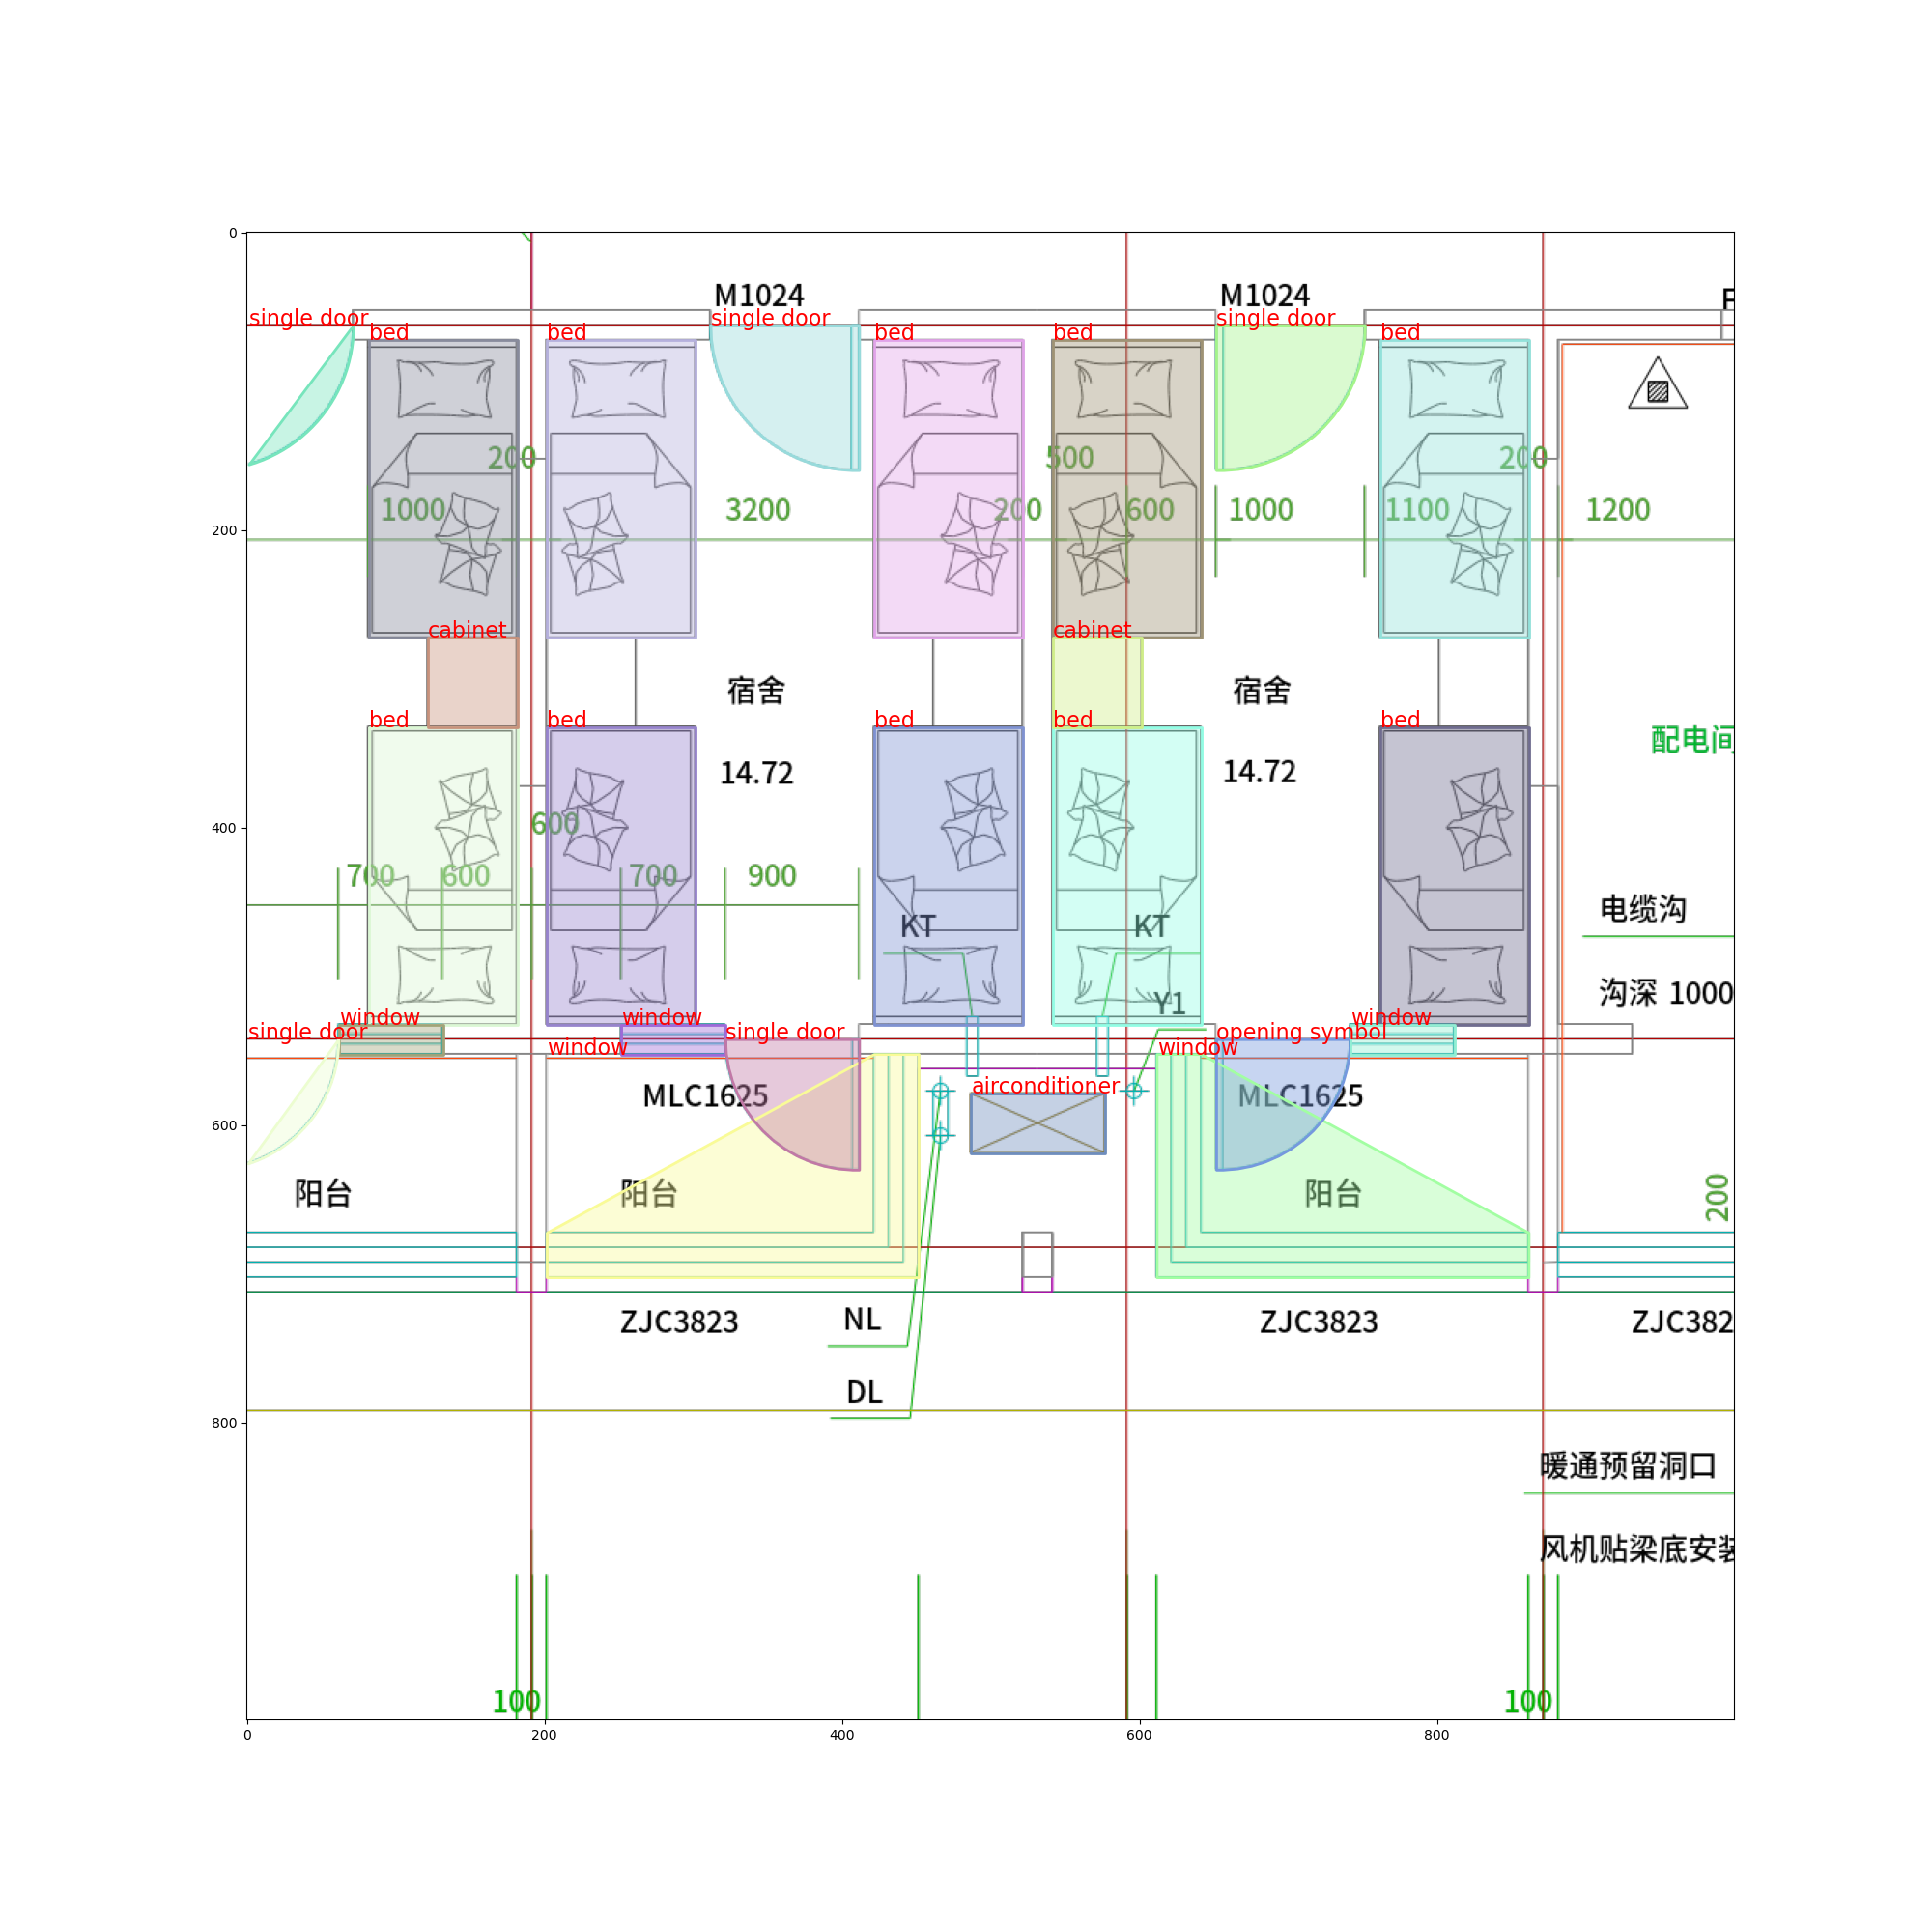 0
M1024
M1024
F
single door
single door
single door
bed
bed
bed
bed
bed
200
500
200
1000
3200
200
600
1000
1100
1200
200
cabinet
cabinet
宿舍
宿舍
bed
bed
bed
bed
bed
配电间
14.72
14.72
400
600
700
600
700
900
电缆沟
KT
KT
沟深 1000
Y1
window
window
window
single door
single door
opening symbol
window
window
airconditioner
MLC1625
MLC1625
600
阳台
阳台
阳台
200
ZJC3823
ZJC3823
ZJC382
NL
DL
800
暖通预留洞口
风机贴梁底安装
100
100
0
200
400
600
800